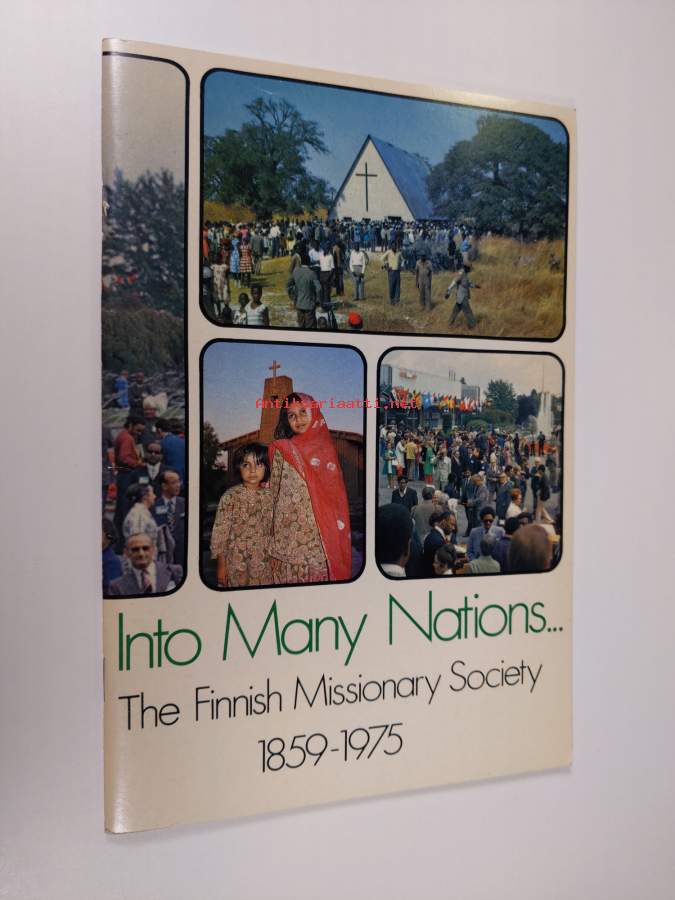 Antikvariaatti.net
Into Many Nations...
The Finnish Missionary Society
1859-1975